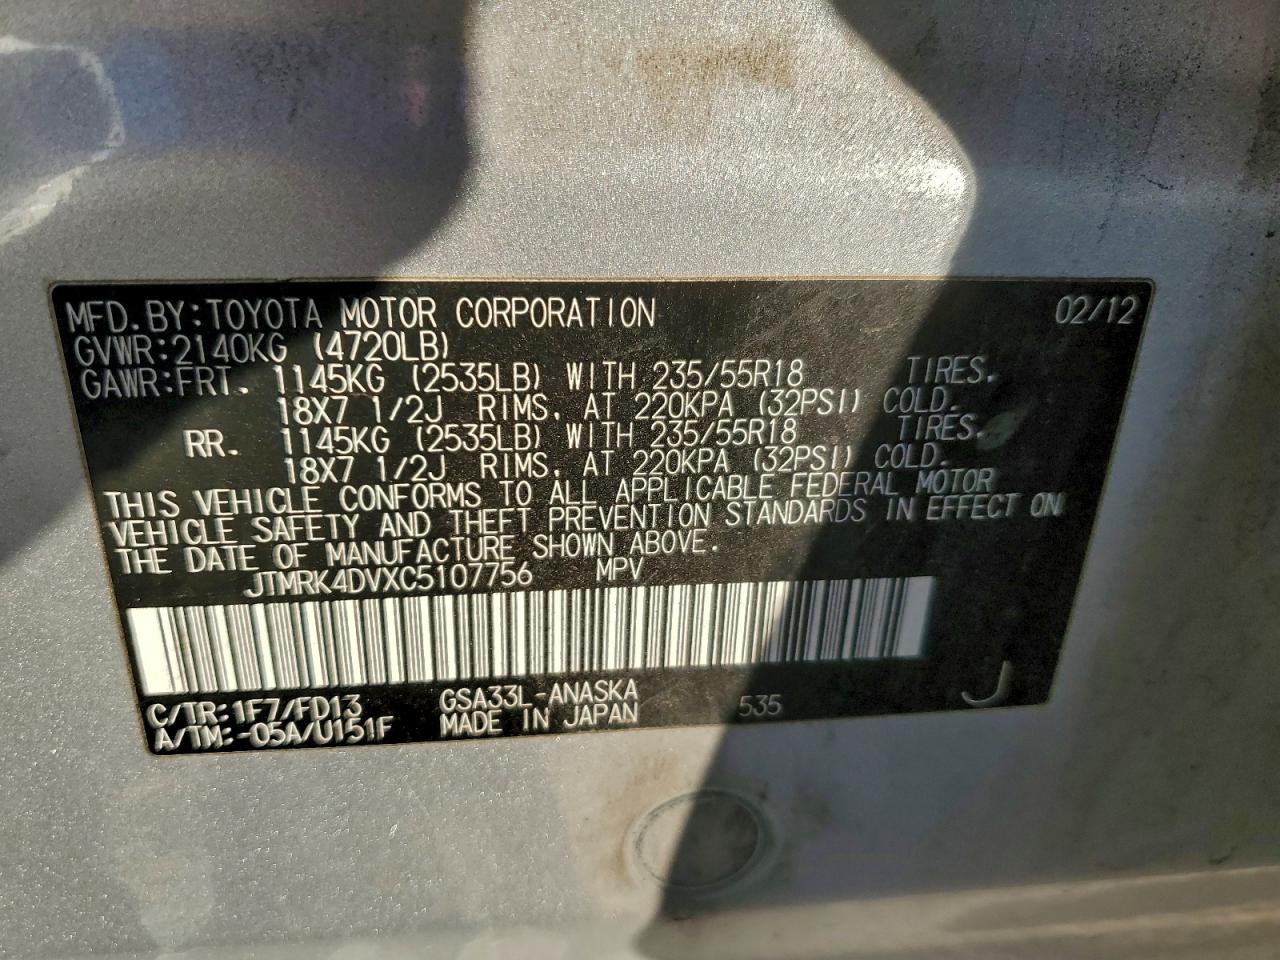 MFD.BY:TOYOTA MOTOR CORPORATION 02/12
GVWR:2140KG (4720LB)
GAWR:FRT. 1145KG (2535LB) WITH 235/55R18 TIRES.
18X7 1/2J RIMS, AT 220KPA (32PSI) COLD.
RR. 1145KG (2535LB) WITH 235/55R18 TIRES.
18X7 1/2J RIMS, AT 220KPA (32PSI) COLD.
THIS VEHICLE CONFORMS TO ALL APPLICABLE FEDERAL MOTOR
VEHICLE SAFETY AND THEFT PREVENTION STANDARDS IN EFFECT ON
THE DATE OF MANUFACTURE SHOWN ABOVE.
JTMRK4DVXC5107756 MPV
C/TR:1F7/FD13 GSA33L-ANASKA 535 J
A/TM:-05A/U151F MADE IN JAPAN